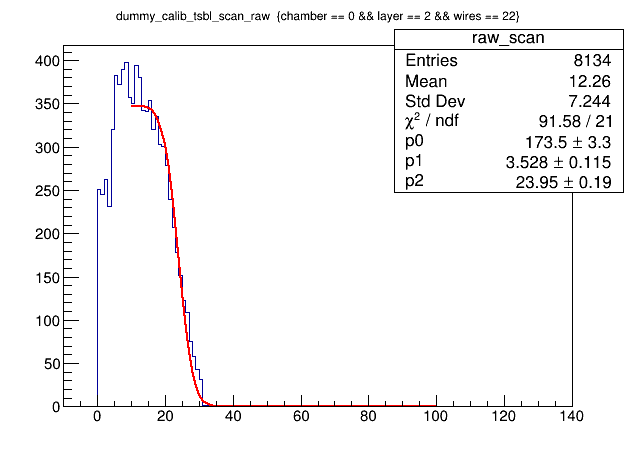 dummy_calib_tsbl_scan_raw {chamber == 0 && layer == 2 && wires == 22}
raw_scan
Entries 8134
Mean 12.26
Std Dev 7.244
χ² / ndf 91.58 / 21
p0 173.5 ± 3.3
p1 3.528 ± 0.115
p2 23.95 ± 0.19
400
350
300
250
200
150
100
50
0
0 20 40 60 80 100 120 140